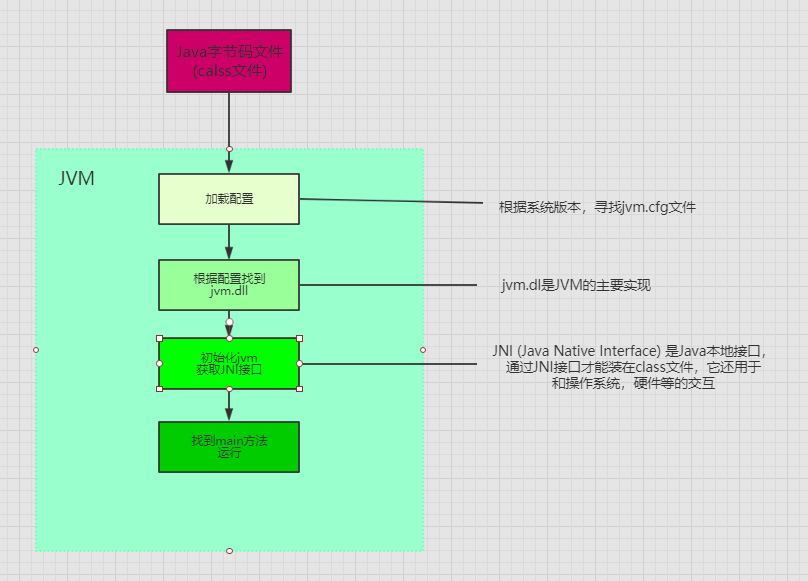 Java字节码文件
(calss文件)
JVM
加载配置
根据系统版本，寻找jvm.cfg文件
根据配置找到
jvm.dll
jvm.dl是JVM的主要实现
初始化jvm
获取JNI接口
JNI (Java Native Interface) 是Java本地接口，
通过JNI接口才能装在class文件，它还用于
和操作系统，硬件等的交互
找到main方法
运行